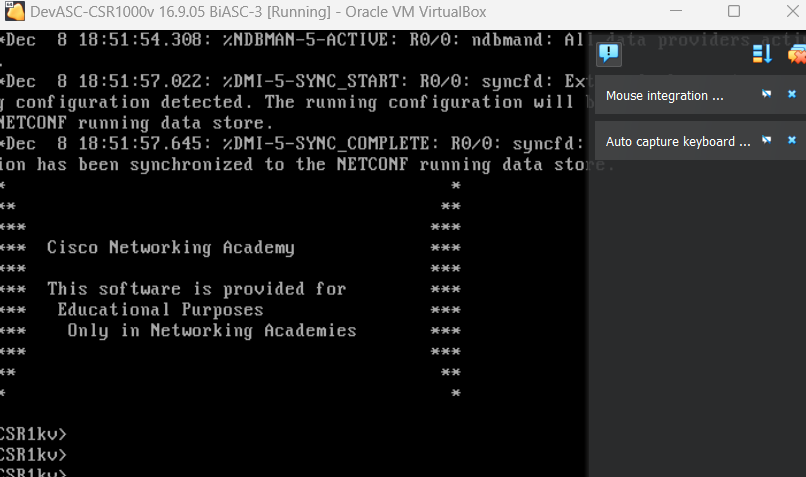 DevASC-CSR1000v 16.9.05 BiASC-3 [Running] - Oracle VM VirtualBox
*Dec  8 18:51:54.308: %NDBMAN-5-ACTIVE: R0/0: ndbmand: All data providers acti
.
*Dec  8 18:51:57.022: %DMI-5-SYNC_START: R0/0: syncfd: Ext
g configuration detected. The running configuration will b
NETCONF running data store.
*Dec  8 18:51:57.645: %DMI-5-SYNC_COMPLETE: R0/0: syncfd:
ion has been synchronized to the NETCONF running data store.
*                                           *
**                                         **
***                                       ***
***  Cisco Networking Academy             ***
***                                       ***
***  This software is provided for        ***
***   Educational Purposes                ***
***    Only in Networking Academies       ***
***                                       ***
**                                         **
*                                           *
CSR1kv>
CSR1kv>
CSR1kv>
Mouse integration ...
Auto capture keyboard ...